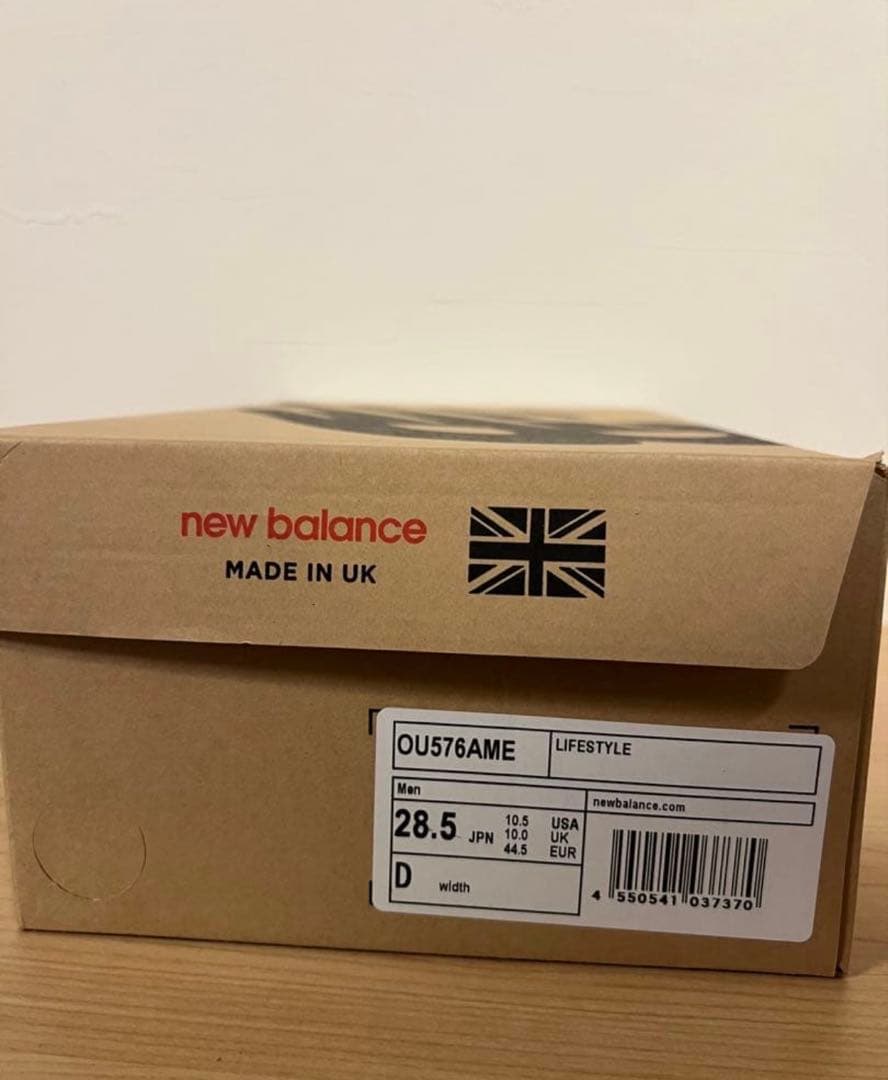 new balance
MADE IN UK
OU576AME
LIFESTYLE
Men
newbalance.com
28.5 JPN
10.5 USA
10.0 UK
44.5 EUR
D width
4 550541 037370